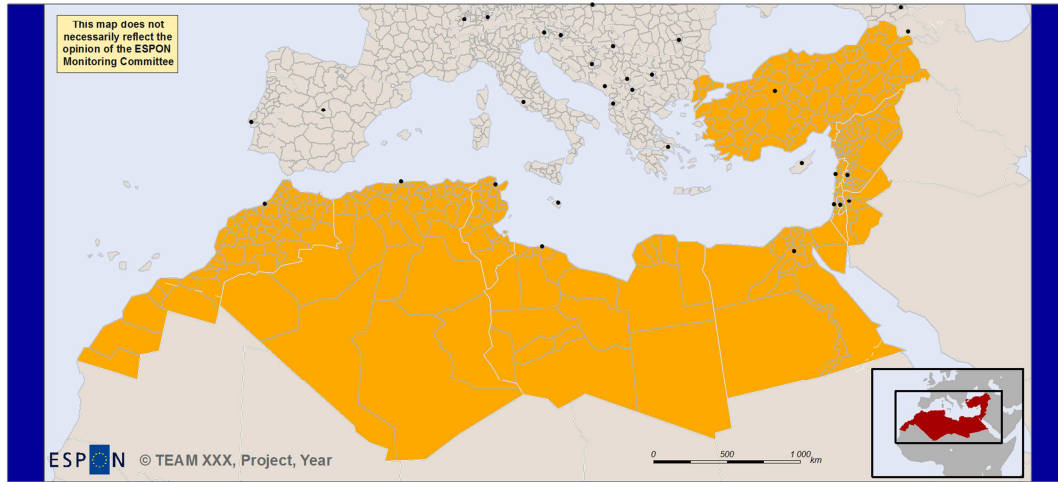 This map does not
necessarily reflect the
opinion of the ESPON
Monitoring Committee
ESPON © TEAM XXX, Project, Year
0 500 1 000
km